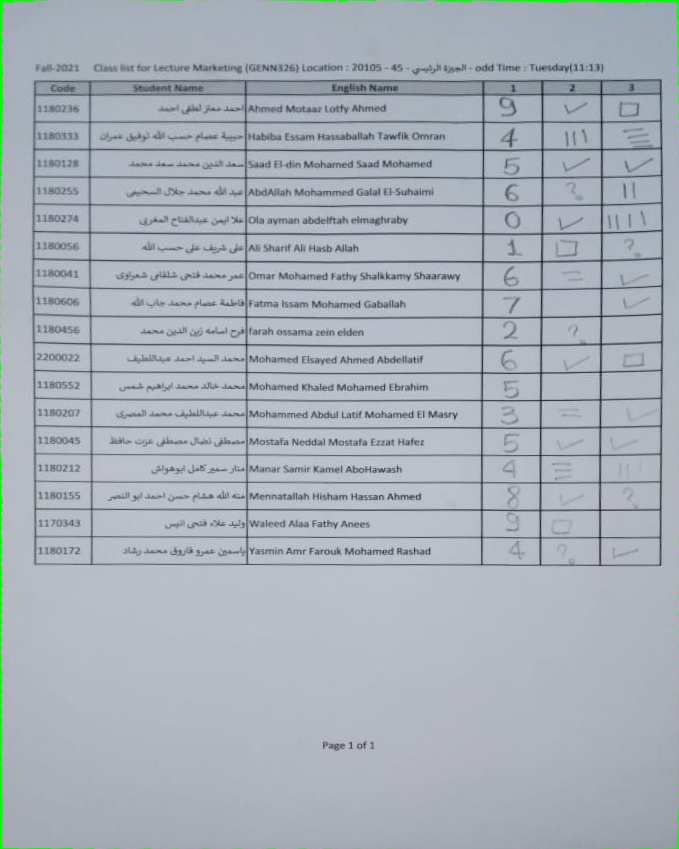 Fall-2021 Class list for Lecture Marketing (GENN326) Location : 20105 - 45 - الجيزة الرئيسي - odd Time : Tuesday(11:13)
Code Student Name English Name 1 2 3
1180236 احمد معتز لطفى احمد Ahmed Motaaz Lotfy Ahmed 9 ✓ □
1180333 حبيبة عصام حسب الله توفيق عمران Habiba Essam Hassaballah Tawfik Omran 4 ||| ☰
1180128 سعد الدين محمد سعد محمد Saad El-din Mohamed Saad Mohamed 5 ✓ ✓
1180255 عبد الله محمد جلال السحيمى AbdAllah Mohammed Galal El-Suhaimi 6 ? ||
1180274 علا ايمن عبدالفتاح المغربى Ola ayman abdelftah elmaghraby 0 ✓ ||||
1180056 على شريف على حسب الله Ali Sharif Ali Hasb Allah 1 □ ?
1180041 عمر محمد فتحى شلقامى شعراوى Omar Mohamed Fathy Shalkkamy Shaarawy 6 = ✓
1180606 فاطمة عصام محمد جاب الله Fatma Issam Mohamed Gaballah 7 ✓
1180456 فرح اسامه زين الدين محمد farah ossama zein elden 2 ?
2200022 محمد السيد احمد عبداللطيف Mohamed Elsayed Ahmed Abdellatif 6 ✓ □
1180552 محمد خالد محمد ابراهيم شمس Mohamed Khaled Mohamed Ebrahim 5
1180207 محمد عبداللطيف محمد المصرى Mohammed Abdul Latif Mohamed El Masry 3 = ✓
1180045 مصطفى نضال مصطفى عزت حافظ Mostafa Neddal Mostafa Ezzat Hafez 5 ✓ ✓
1180212 منار سمير كامل ابوهواش Manar Samir Kamel AboHawash 4 ☰ |||
1180155 منه الله هشام حسن احمد ابو النصر Mennatallah Hisham Hassan Ahmed 8 ✓ ?
1170343 وليد علاء فتحى انيس Waleed Alaa Fathy Anees 9 □
1180172 ياسمين عمرو فاروق محمد رشاد Yasmin Amr Farouk Mohamed Rashad 4 ? ✓
Page 1 of 1